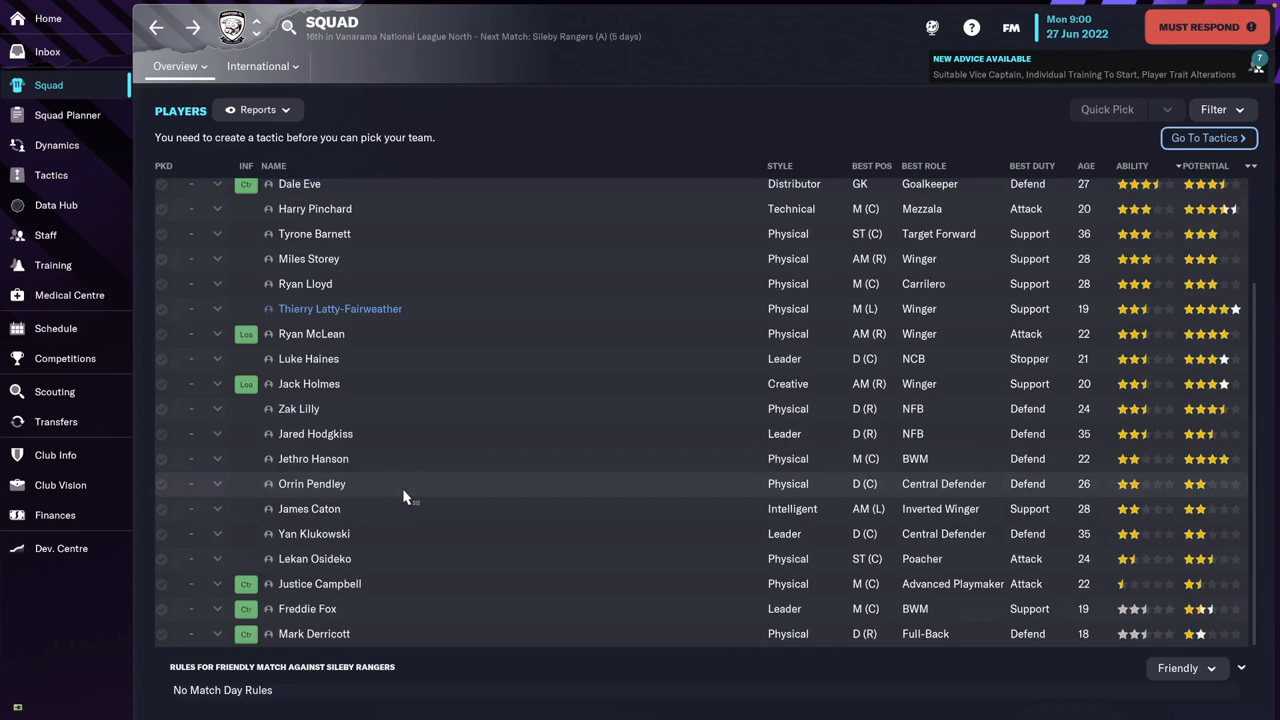 Home
Inbox
Squad
Squad Planner
Dynamics
Tactics
Data Hub
Staff
Training
Medical Centre
Schedule
Competitions
Scouting
Transfers
Club Info
Club Vision
Finances
Dev. Centre
SQUAD
16th in Vanarama National League North - Next Match: Sileby Rangers (A) (5 days)
? FM Mon 9:00
27 Jun 2022
MUST RESPOND
Overview International
NEW ADVICE AVAILABLE 7
Suitable Vice Captain, Individual Training To Start, Player Trait Alterations
PLAYERS Reports Quick Pick Filter
You need to create a tactic before you can pick your team. Go To Tactics
PKD INF NAME STYLE BEST POS BEST ROLE BEST DUTY AGE ABILITY POTENTIAL
- Ctr Dale Eve Distributor GK Goalkeeper Defend 27
- Harry Pinchard Technical M (C) Mezzala Attack 20
- Tyrone Barnett Physical ST (C) Target Forward Support 36
- Miles Storey Physical AM (R) Winger Support 28
- Ryan Lloyd Physical M (C) Carrilero Support 28
- Thierry Latty-Fairweather Physical M (L) Winger Support 19
- Loa Ryan McLean Physical AM (R) Winger Attack 22
- Luke Haines Leader D (C) NCB Stopper 21
- Loa Jack Holmes Creative AM (R) Winger Support 20
- Zak Lilly Physical D (R) NFB Defend 24
- Jared Hodgkiss Leader D (R) NFB Defend 35
- Jethro Hanson Physical M (C) BWM Defend 22
- Orrin Pendley Physical D (C) Central Defender Defend 26
- James Caton Intelligent AM (L) Inverted Winger Support 28
- Yan Klukowski Leader D (C) Central Defender Defend 35
- Lekan Osideko Physical ST (C) Poacher Attack 24
- Ctr Justice Campbell Physical M (C) Advanced Playmaker Attack 22
- Ctr Freddie Fox Leader M (C) BWM Support 19
- Ctr Mark Derricott Physical D (R) Full-Back Defend 18
RULES FOR FRIENDLY MATCH AGAINST SILEBY RANGERS Friendly
No Match Day Rules